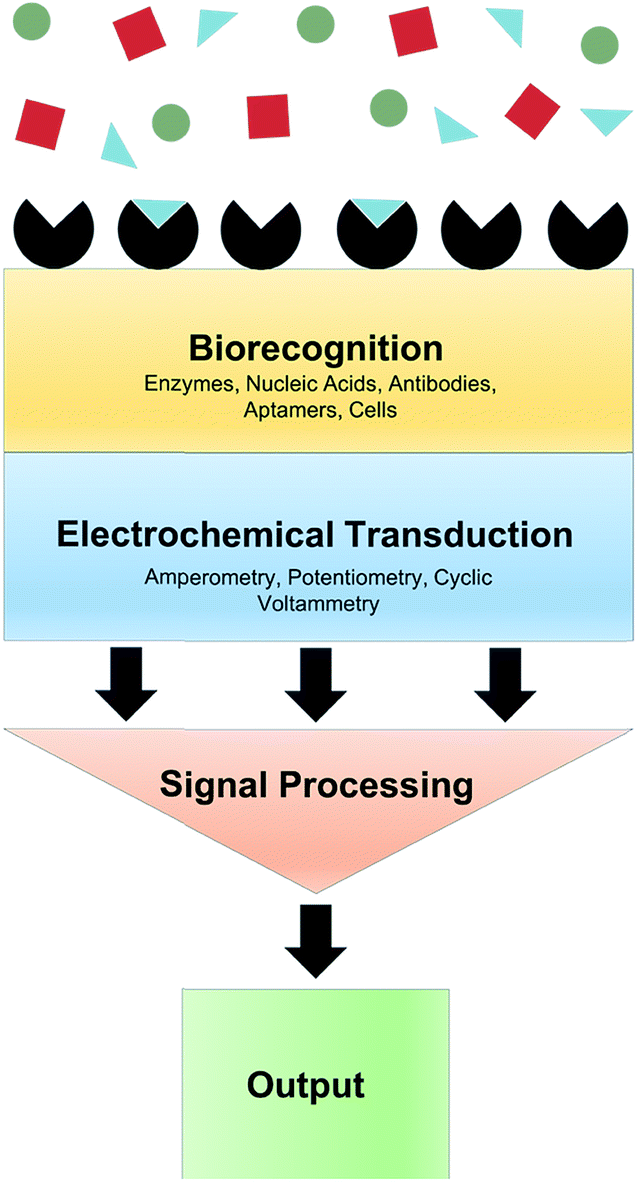 Biorecognition
Enzymes, Nucleic Acids, Antibodies,
Aptamers, Cells
Electrochemical Transduction
Amperometry, Potentiometry, Cyclic
Voltammetry
Signal Processing
Output